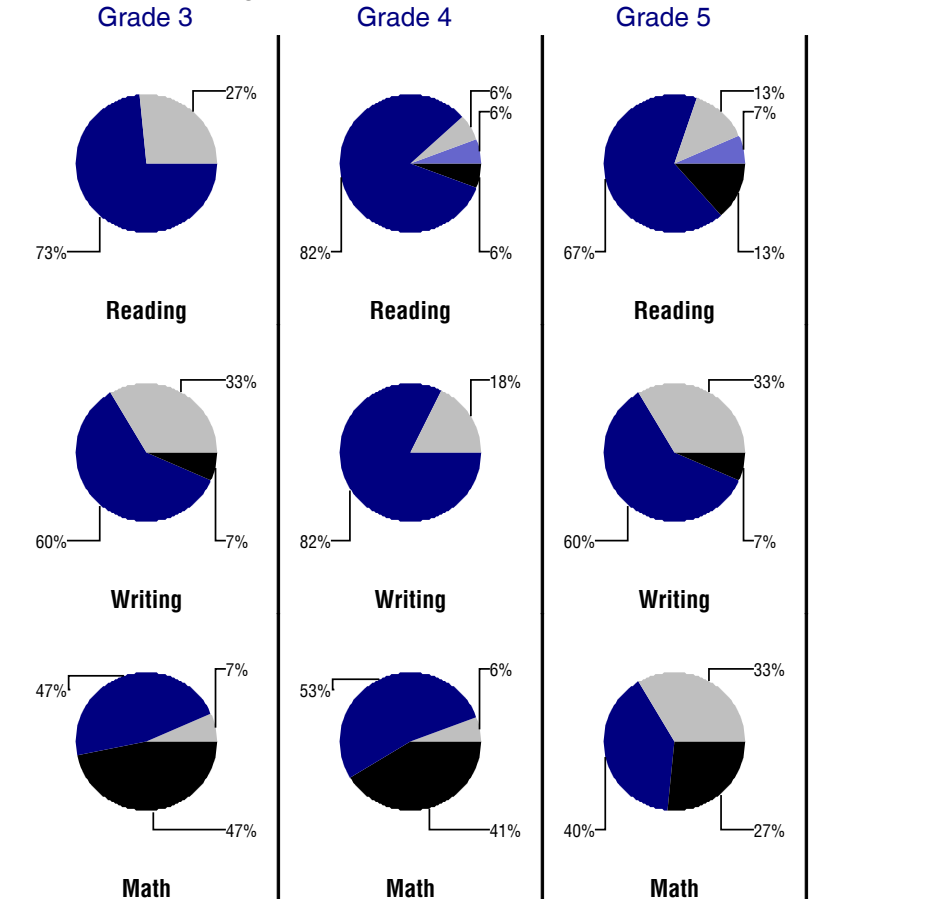 Grade 3 Grade 4 Grade 5
27% 6% 13%
6% 7%
73% 82% 6% 67% 13%
Reading Reading Reading
33% 18% 33%
60% 7% 82% 60% 7%
Writing Writing Writing
47% 7% 53% 6% 33%
47% 41% 40% 27%
Math Math Math